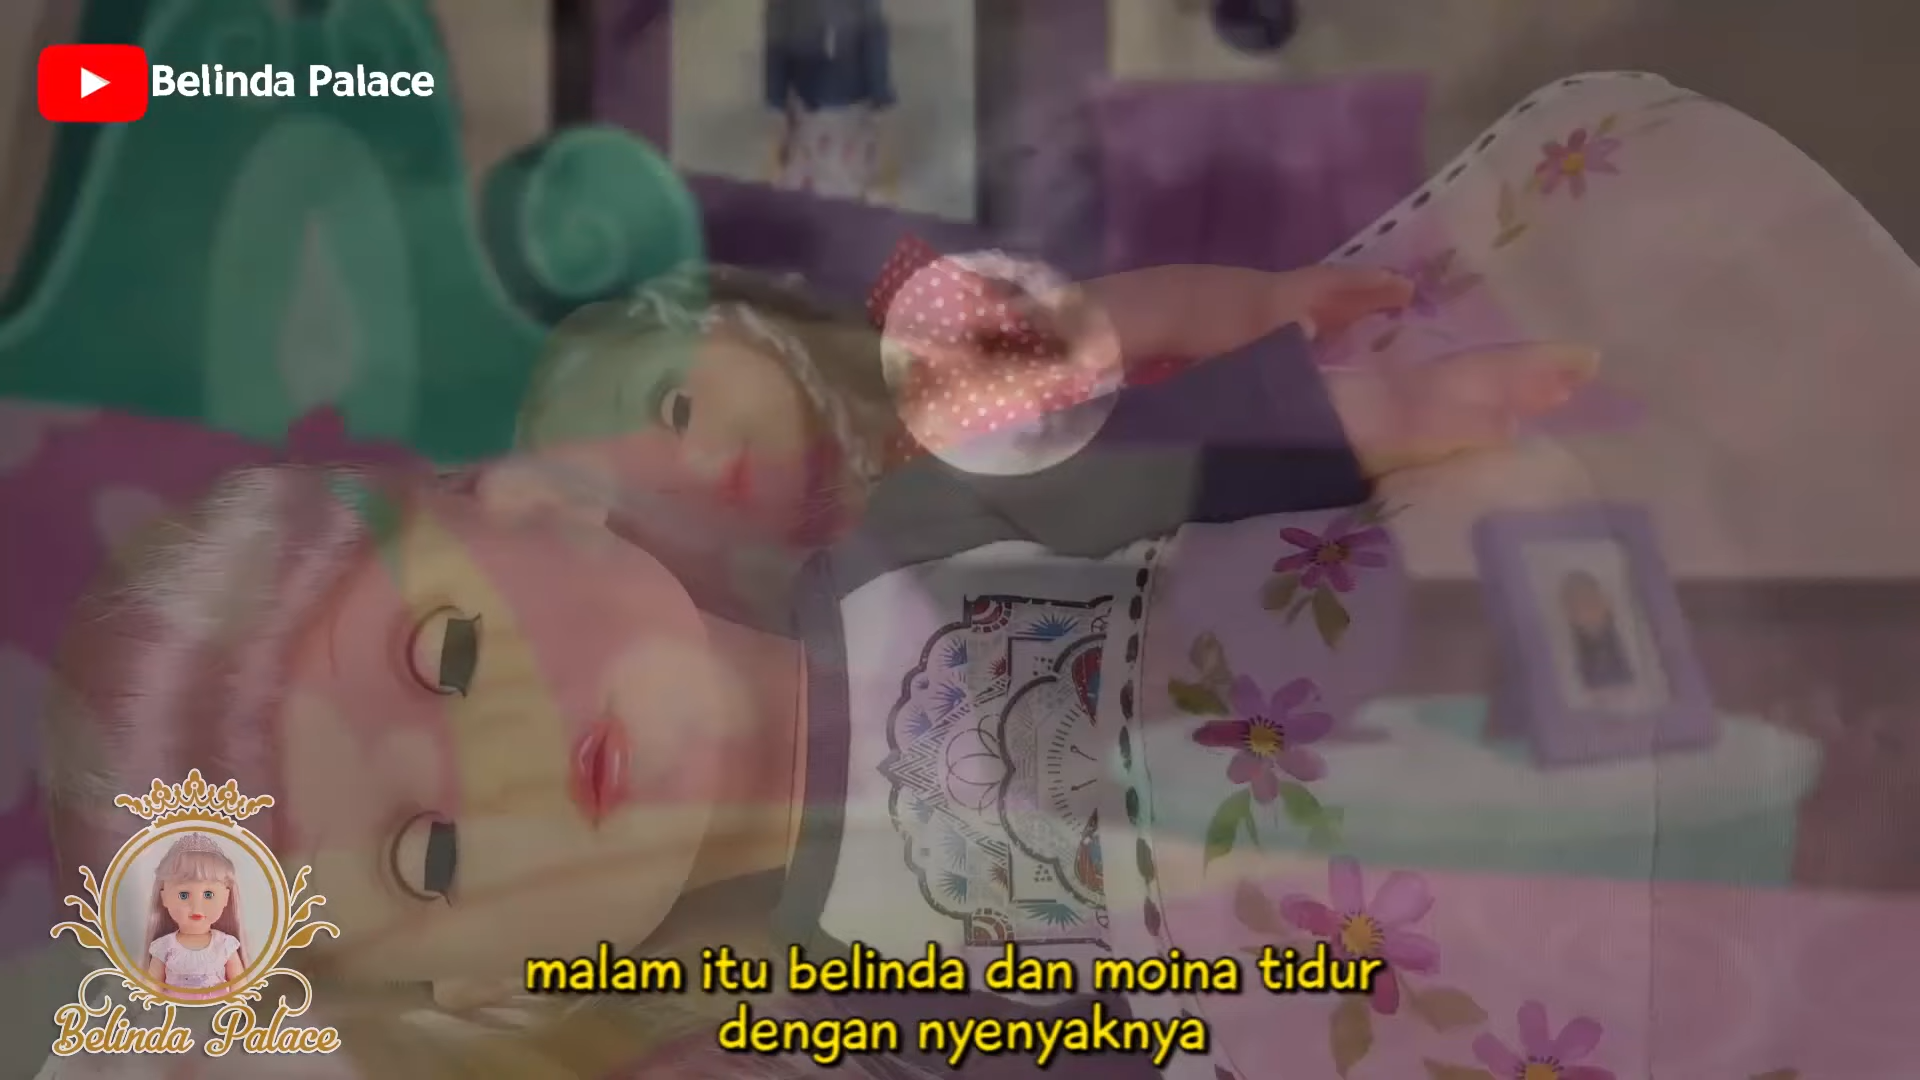 Belinda Palace
malam itu belinda dan moina tidur
dengan nyenyaknya
Belinda Palace